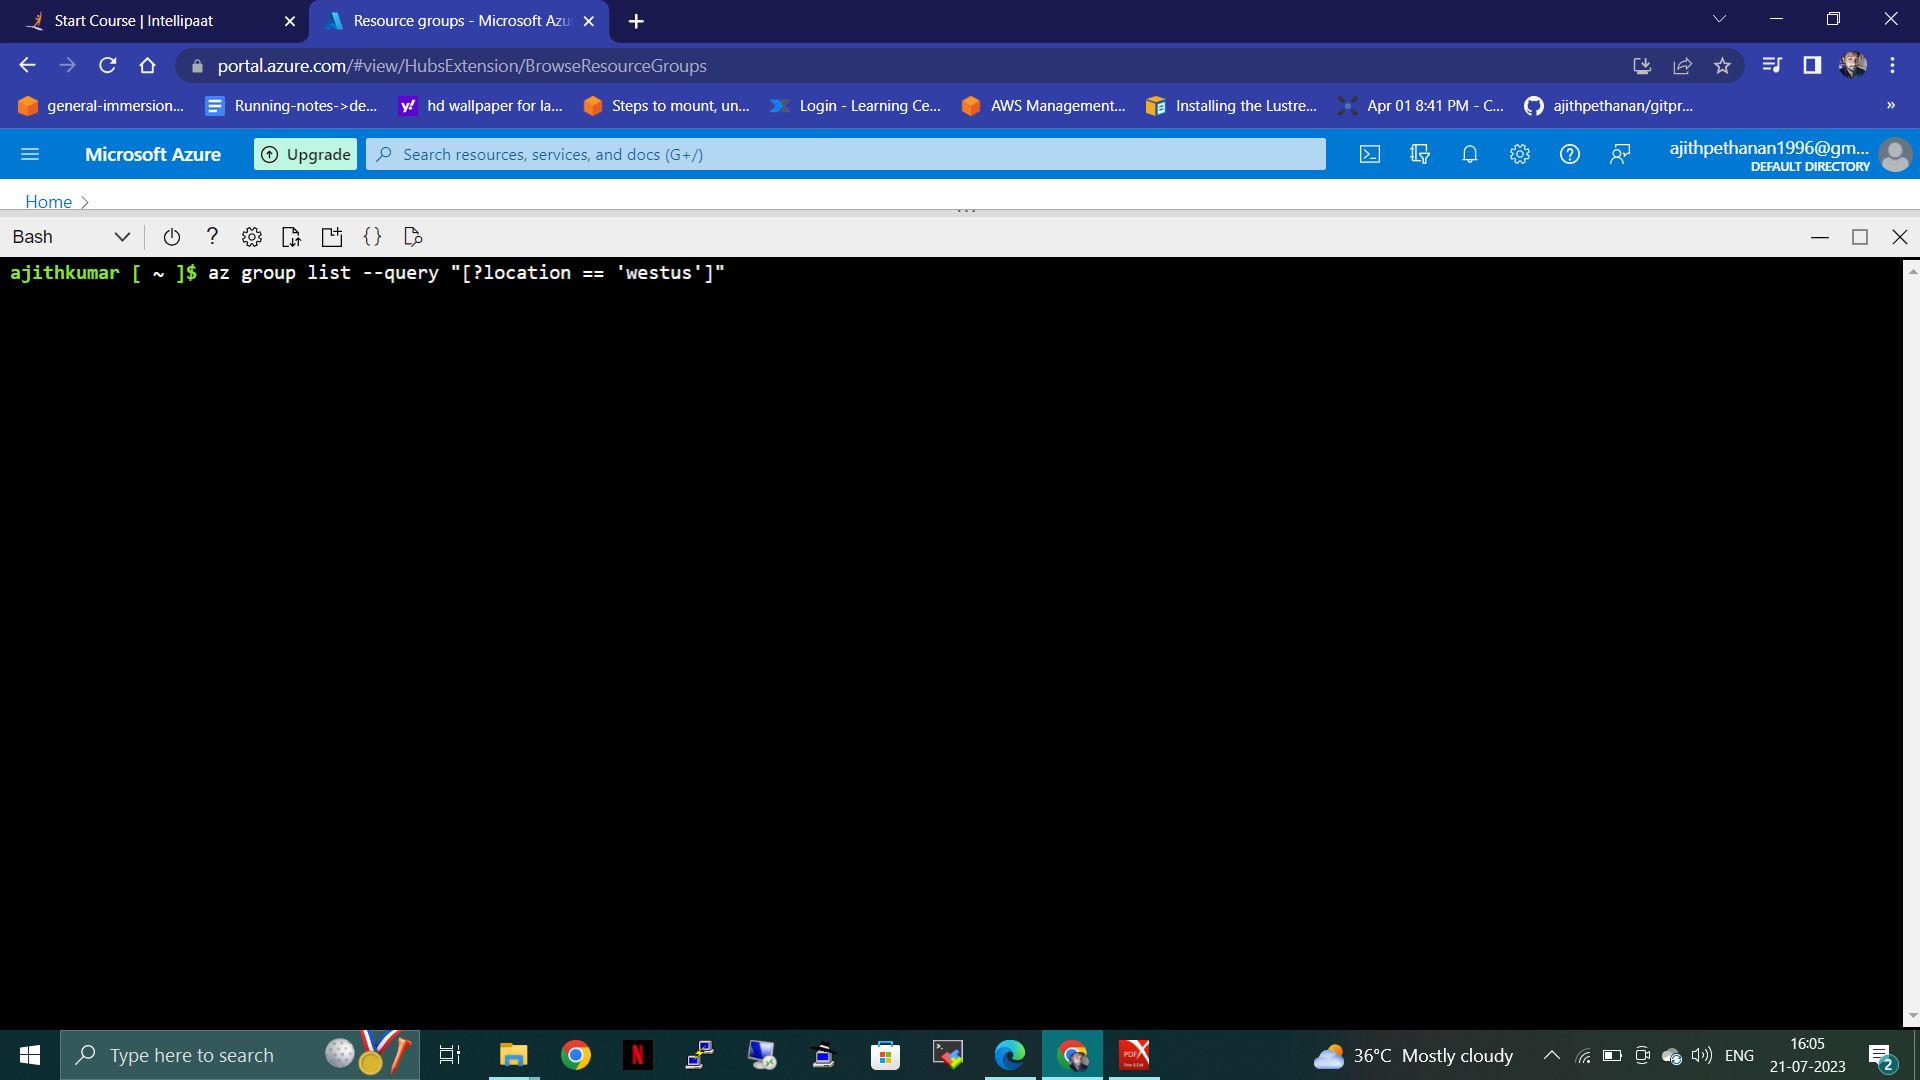 Start Course | Intellipaat
Resource groups - Microsoft Azu
portal.azure.com/#view/HubsExtension/BrowseResourceGroups
general-immersion...
Running-notes->de...
y!
hd wallpaper for la...
Steps to mount, un...
Login - Learning Ce...
AWS Management...
Installing the Lustre...
Apr 01 8:41 PM - C...
ajithpethanan/gitpr...
»
Microsoft Azure
Upgrade
Search resources, services, and docs (G+/)
ajithpethanan1996@gm...
DEFAULT DIRECTORY
Home >
...
Bash
?
{ }
ajithkumar [ ~ ]$ az group list --query "[?location == 'westus']"
Type here to search
N
PDF
36°C Mostly cloudy
ENG
16:05
21-07-2023
2